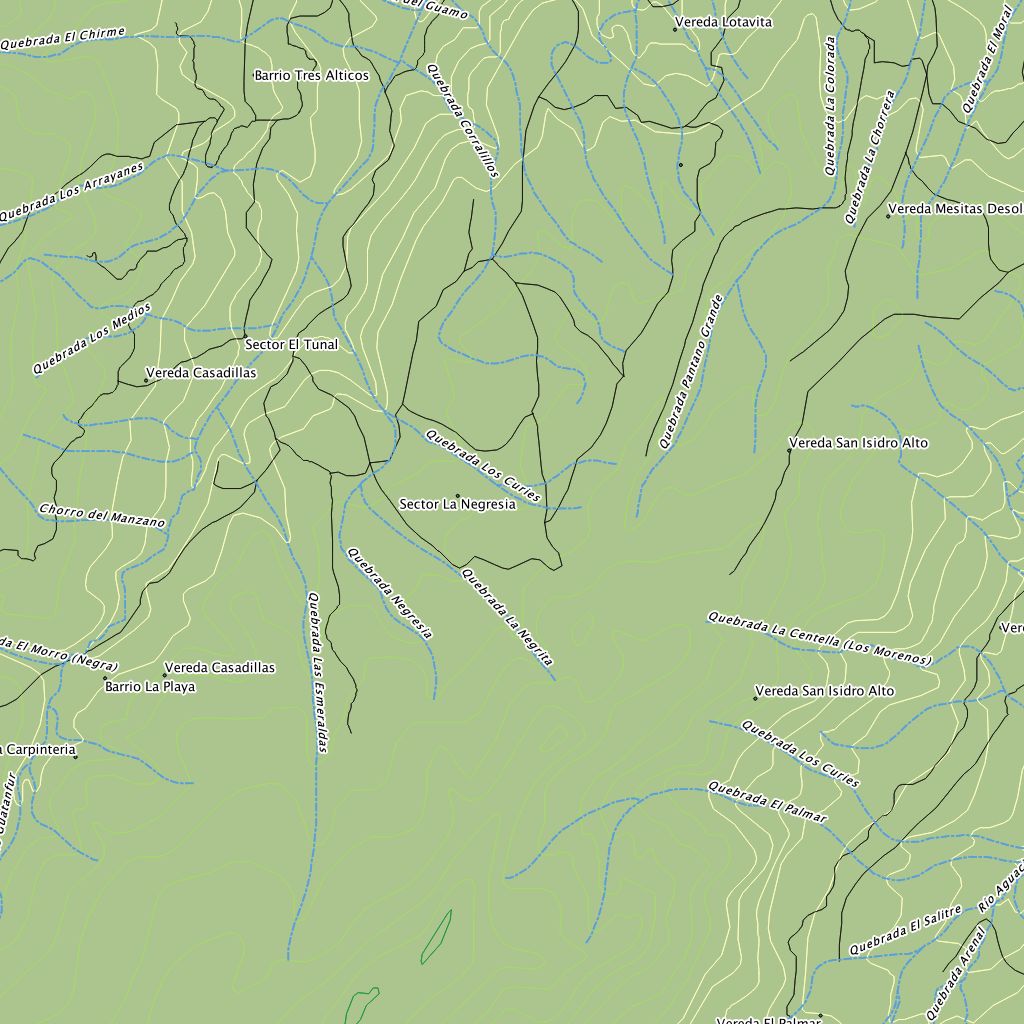 del Guamo
Vereda Lotavita
Quebrada El Chirme
Quebrada El Moral
Quebrada La Colorada
Barrio Tres Alticos
Quebrada Corralillos
Quebrada La Chorrera
Quebrada Los Arrayanes
Vereda Mesitas Desol
Quebrada Los Medios
Quebrada Pantano Grande
Sector El Tunal
Vereda Casadillas
Vereda San Isidro Alto
Quebrada Los Curies
Sector La Negresia
Chorro del Manzano
Quebrada Negresia
Quebrada La Negrita
Quebrada Las Esmeraldas
Quebrada La Centella (Los Morenos)
Vere
da El Morro (Negra)
Vereda Casadillas
Barrio La Playa
Vereda San Isidro Alto
Quebrada Los Curies
a Carpinteria
Quebrada El Palmar
Guatanfur
Río Aguac
Quebrada El Salitre
Quebrada Arenal
Vereda El Palmar